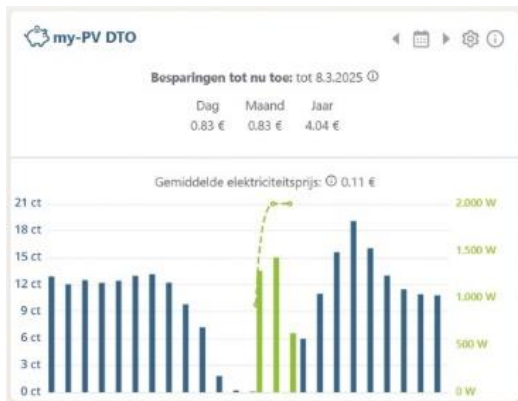 my-PV DTO
Besparingen tot nu toe: tot 8.3.2025
Dag Maand Jaar
0.83 € 0.83 € 4.04 €
Gemiddelde elektriciteitsprijs: 0.11 €
21 ct 2.000 W
18 ct
15 ct 1.500 W
12 ct
9 ct 1.000 W
6 ct
3 ct 500 W
0 ct 0 W